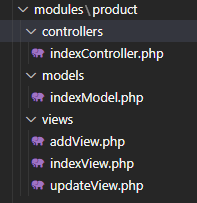 modules\product
controllers
indexController.php
models
indexModel.php
views
addView.php
indexView.php
updateView.php